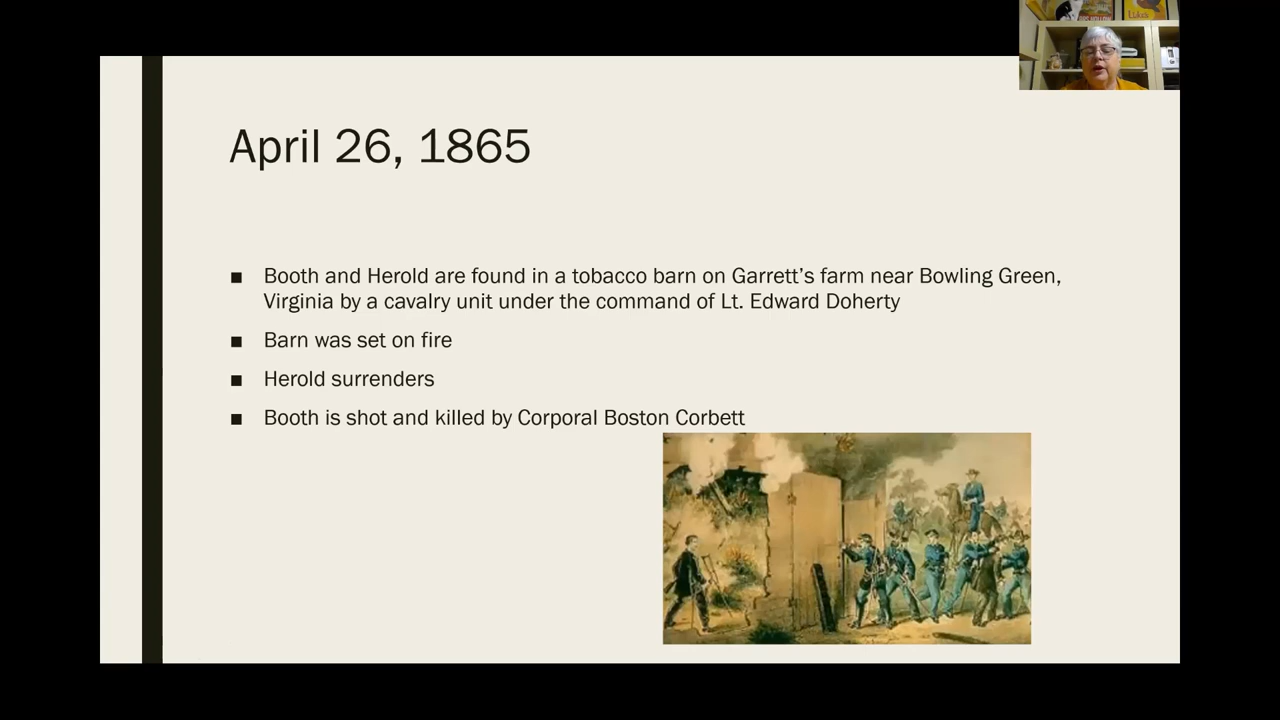 April 26, 1865
■ Booth and Herold are found in a tobacco barn on Garrett’s farm near Bowling Green,
Virginia by a cavalry unit under the command of Lt. Edward Doherty
■ Barn was set on fire
■ Herold surrenders
■ Booth is shot and killed by Corporal Boston Corbett